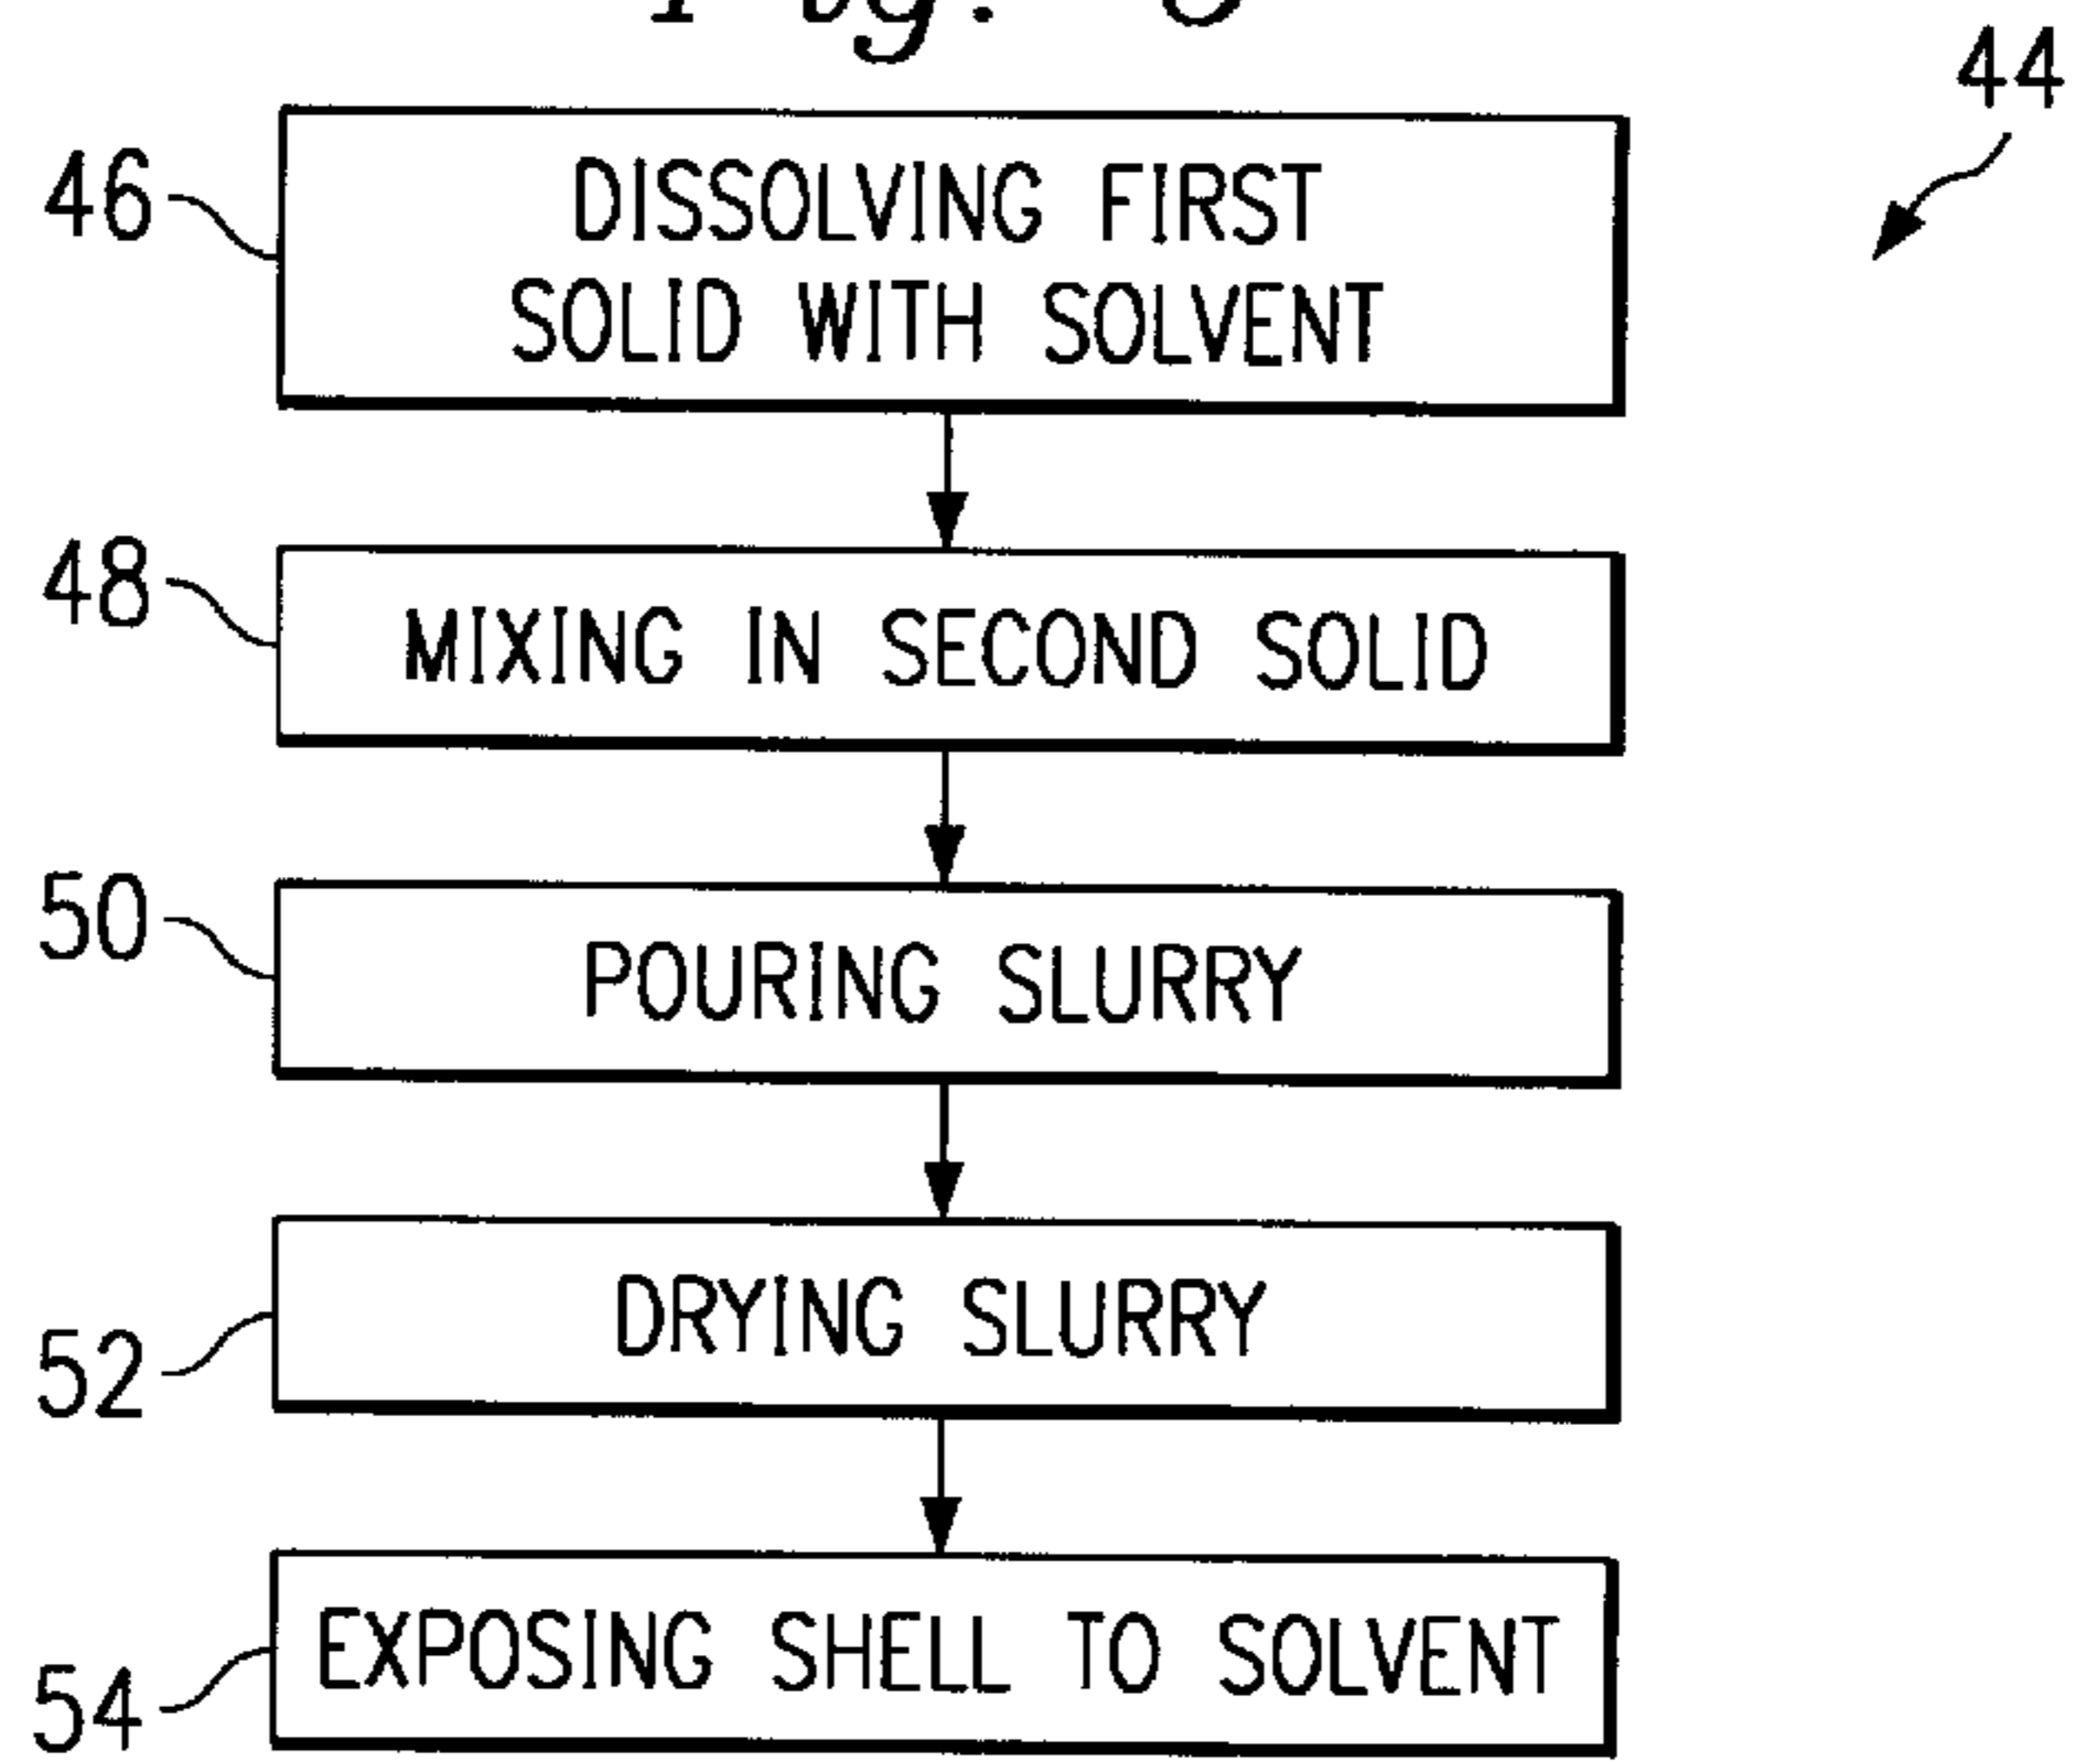 44
46
DISSOLVING FIRST
SOLID WITH SOLVENT
48
MIXING IN SECOND SOLID
50
POURING SLURRY
52
DRYING SLURRY
54
EXPOSING SHELL TO SOLVENT